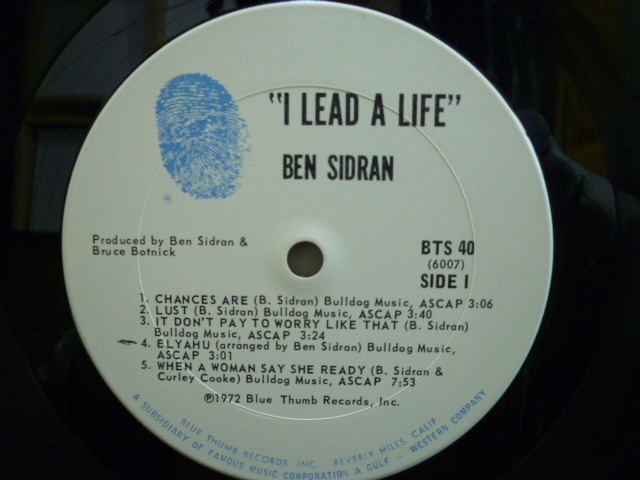 "I LEAD A LIFE"
BEN SIDRAN
Produced by Ben Sidran &
Bruce Botnick
BTS 40
(6007)
SIDE I
1. CHANCES ARE (B. Sidran) Bulldog Music, ASCAP 3:06
2. LUST (B. Sidran) Bulldog Music, ASCAP 3:40
3. IT DON'T PAY TO WORRY LIKE THAT (B. Sidran)
Bulldog Music, ASCAP 3:24
4. ELYAHU (arranged by Ben Sidran) Bulldog Music,
ASCAP 3:01
5. WHEN A WOMAN SAY SHE READY (B. Sidran &
Curley Cooke) Bulldog Music, ASCAP 7:53
℗1972 Blue Thumb Records, Inc.
BLUE THUMB RECORDS INC. BEVERLY HILLS, CALIF.
A SUBSIDIARY OF FAMOUS MUSIC CORPORATION A GULF + WESTERN COMPANY